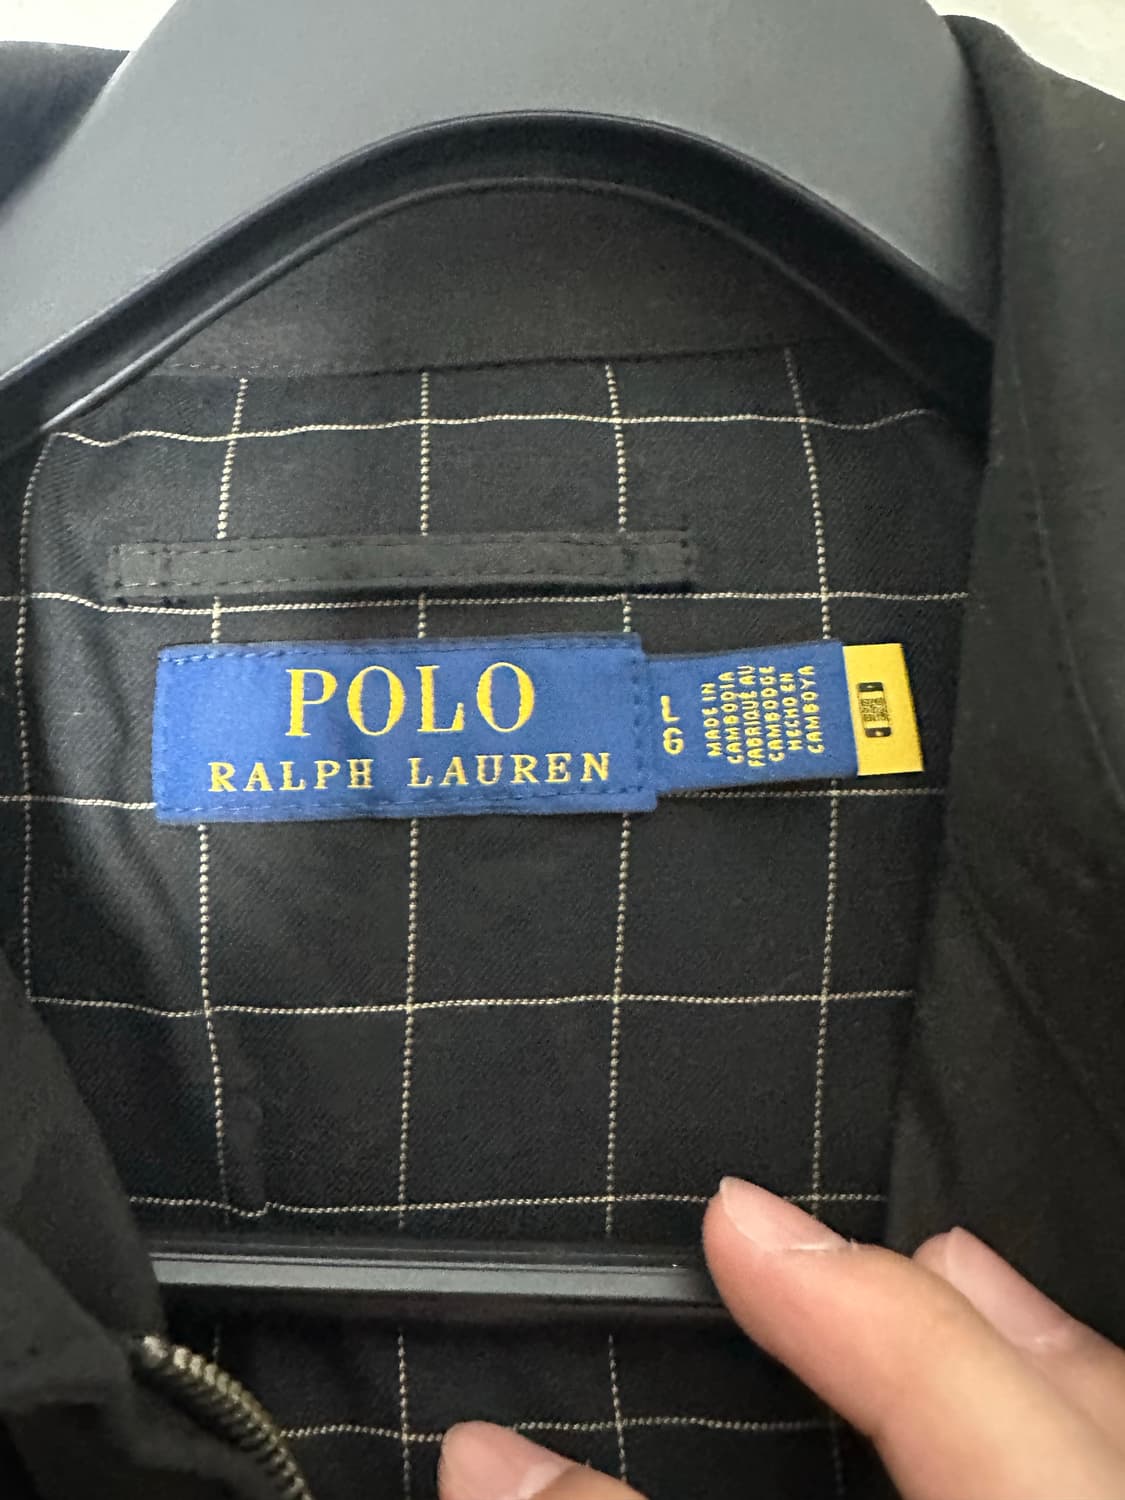 POLO
RALPH LAUREN
L
G
MADE IN
CAMBODIA
FABRIQUÉ AU
CAMBODGE
HECHO EN
CAMBOYA